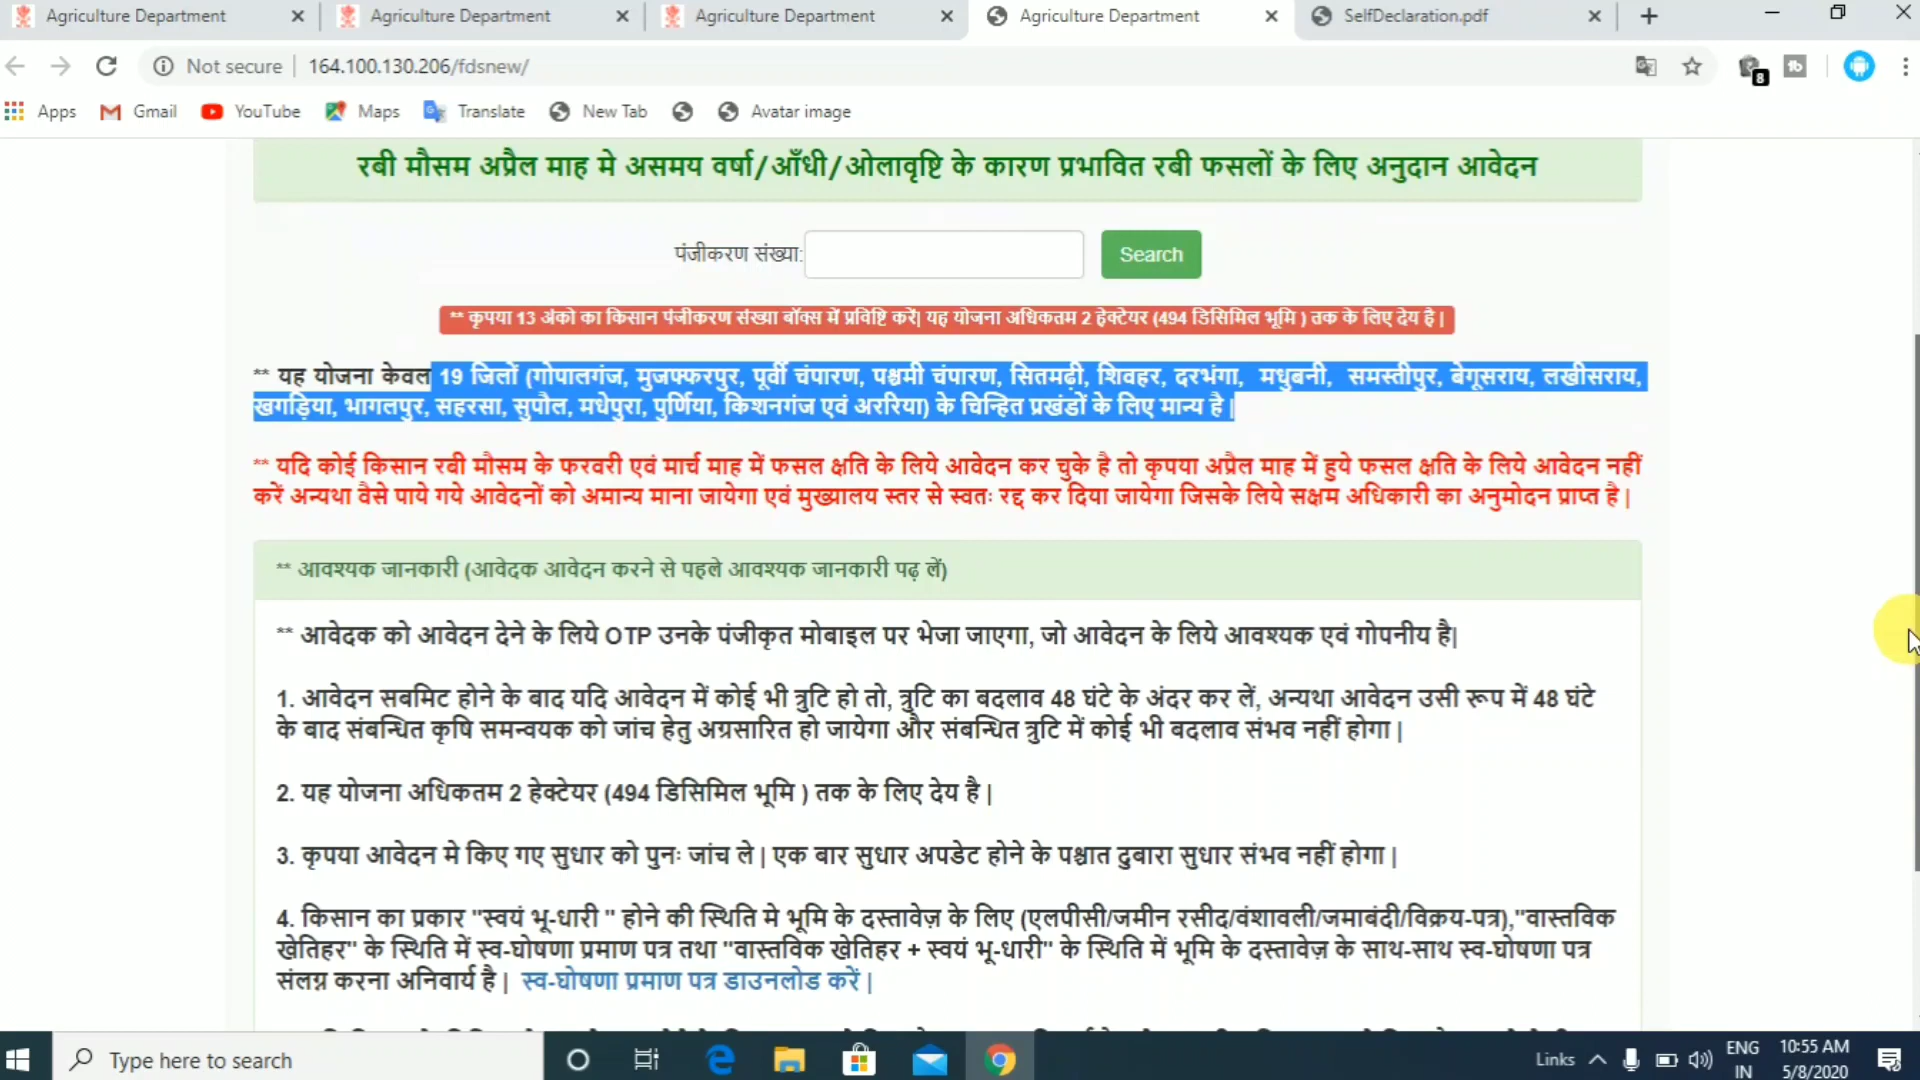 Agriculture Department
Agriculture Department
Agriculture Department
Agriculture Department
SelfDeclaration.pdf
Not secure
164.100.130.206/fdsnew/
8
Apps
Gmail
YouTube
Maps
Translate
New Tab
Avatar image
रबी मौसम अप्रैल माह मे असमय वर्षा/आँधी/ओलावृष्टि के कारण प्रभावित रबी फसलों के लिए अनुदान आवेदन
पंजीकरण संख्या:
Search
** कृपया 13 अंको का किसान पंजीकरण संख्या बॉक्स में प्रविष्टि करें| यह योजना अधिकतम 2 हेक्टेयर (494 डिसिमिल भूमि ) तक के लिए देय है |
** यह योजना केवल 19 जिलों (गोपालगंज, मुजफ्फरपुर, पूर्वी चंपारण, पश्चमी चंपारण, सितमढ़ी, शिवहर, दरभंगा, मधुबनी, समस्तीपुर, बेगूसराय, लखीसराय,
खगड़िया, भागलपुर, सहरसा, सुपौल, मधेपुरा, पुर्णिया, किशनगंज एवं अररिया) के चिन्हित प्रखंडों के लिए मान्य है |
** यदि कोई किसान रबी मौसम के फरवरी एवं मार्च माह में फसल क्षति के लिये आवेदन कर चुके है तो कृपया अप्रैल माह में हुये फसल क्षति के लिये आवेदन नहीं
करें अन्यथा वैसे पाये गये आवेदनों को अमान्य माना जायेगा एवं मुख्यालय स्तर से स्वतः रद्द कर दिया जायेगा जिसके लिये सक्षम अधिकारी का अनुमोदन प्राप्त है |
** आवश्यक जानकारी (आवेदक आवेदन करने से पहले आवश्यक जानकारी पढ़ लें)
** आवेदक को आवेदन देने के लिये OTP उनके पंजीकृत मोबाइल पर भेजा जाएगा, जो आवेदन के लिये आवश्यक एवं गोपनीय है|
1. आवेदन सबमिट होने के बाद यदि आवेदन में कोई भी त्रुटि हो तो, त्रुटि का बदलाव 48 घंटे के अंदर कर लें, अन्यथा आवेदन उसी रूप में 48 घंटे
के बाद संबन्धित कृषि समन्वयक को जांच हेतु अग्रसारित हो जायेगा और संबन्धित त्रुटि में कोई भी बदलाव संभव नहीं होगा |
2. यह योजना अधिकतम 2 हेक्टेयर (494 डिसिमिल भूमि ) तक के लिए देय है |
3. कृपया आवेदन मे किए गए सुधार को पुनः जांच ले | एक बार सुधार अपडेट होने के पश्चात दुबारा सुधार संभव नहीं होगा |
4. किसान का प्रकार "स्वयं भू-धारी " होने की स्थिति मे भूमि के दस्तावेज़ के लिए (एलपीसी/जमीन रसीद/वंशावली/जमाबंदी/विक्रय-पत्र),"वास्तविक
खेतिहर" के स्थिति में स्व-घोषणा प्रमाण पत्र तथा "वास्तविक खेतिहर + स्वयं भू-धारी" के स्थिति में भूमि के दस्तावेज़ के साथ-साथ स्व-घोषणा पत्र
संलग्न करना अनिवार्य है | स्व-घोषणा प्रमाण पत्र डाउनलोड करें |
Type here to search
Links
ENG
IN
10:55 AM
5/8/2020